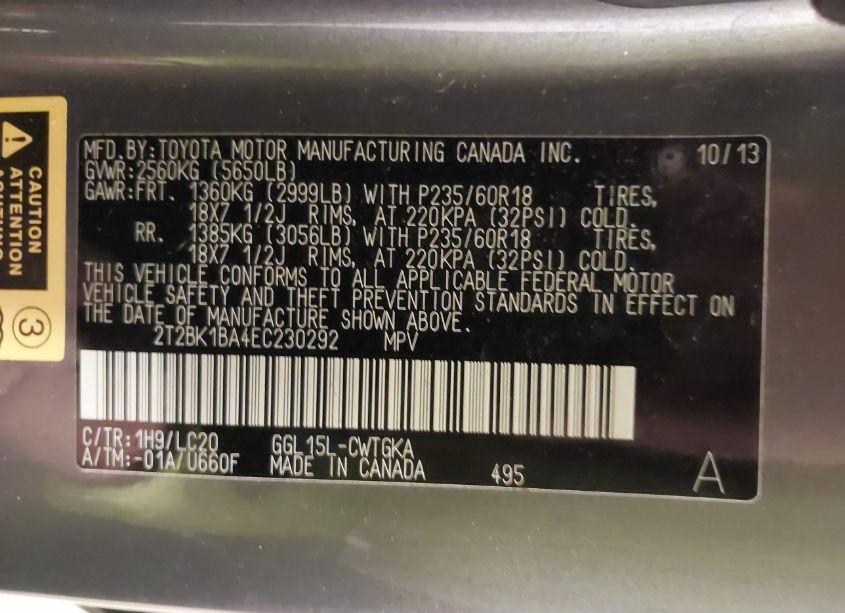 MFD.BY:TOYOTA MOTOR MANUFACTURING CANADA INC. 10/13
GVWR:2560KG (5650LB)
GAWR:FRT. 1360KG (2999LB) WITH P235/60R18 TIRES,
18X7 1/2J RIMS, AT 220KPA (32PSI) COLD.
RR. 1385KG (3056LB) WITH P235/60R18 TIRES,
18X7 1/2J RIMS, AT 220KPA (32PSI) COLD.
THIS VEHICLE CONFORMS TO ALL APPLICABLE FEDERAL MOTOR
VEHICLE SAFETY AND THEFT PREVENTION STANDARDS IN EFFECT ON
THE DATE OF MANUFACTURE SHOWN ABOVE.
2T2BK1BA4EC230292 MPV
C/TR:1H9/LC20 GGL15L-CWTGKA
A/TM:-01A/U660F MADE IN CANADA 495 A
CAUTION
ATTENTION
3